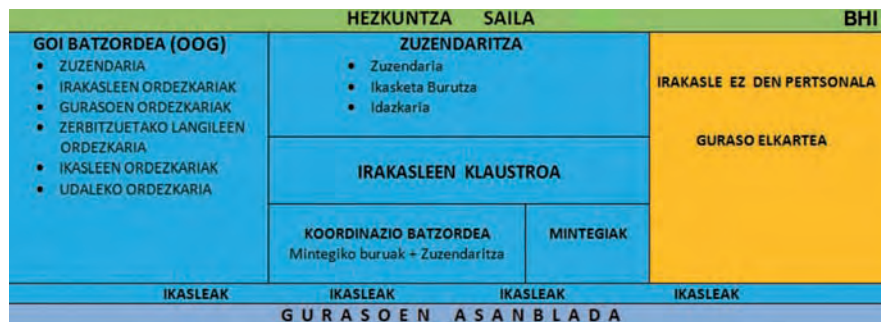 HEZKUNTZA SAILA BHI
GOI BATZORDEA (OOG)
• ZUZENDARIA
• IRAKASLEEN ORDEZKARIAK
• GURASOEN ORDEZKARIAK
• ZERBITZUETAKO LANGILEEN
ORDEZKARIA
• IKASLEEN ORDEZKARIAK
• UDALEKO ORDEZKARIA
ZUZENDARITZA
• Zuzendaria
• Ikasketa Burutza
• Idazkaria
IRAKASLEEN KLAUSTROA
KOORDINAZIO BATZORDEA
Mintegiko buruak + Zuzendaritza
MINTEGIAK
IRAKASLE EZ DEN PERTSONALA
GURASO ELKARTEA
IKASLEAK IKASLEAK IKASLEAK IKASLEAK
GURASOEN ASANBLADA